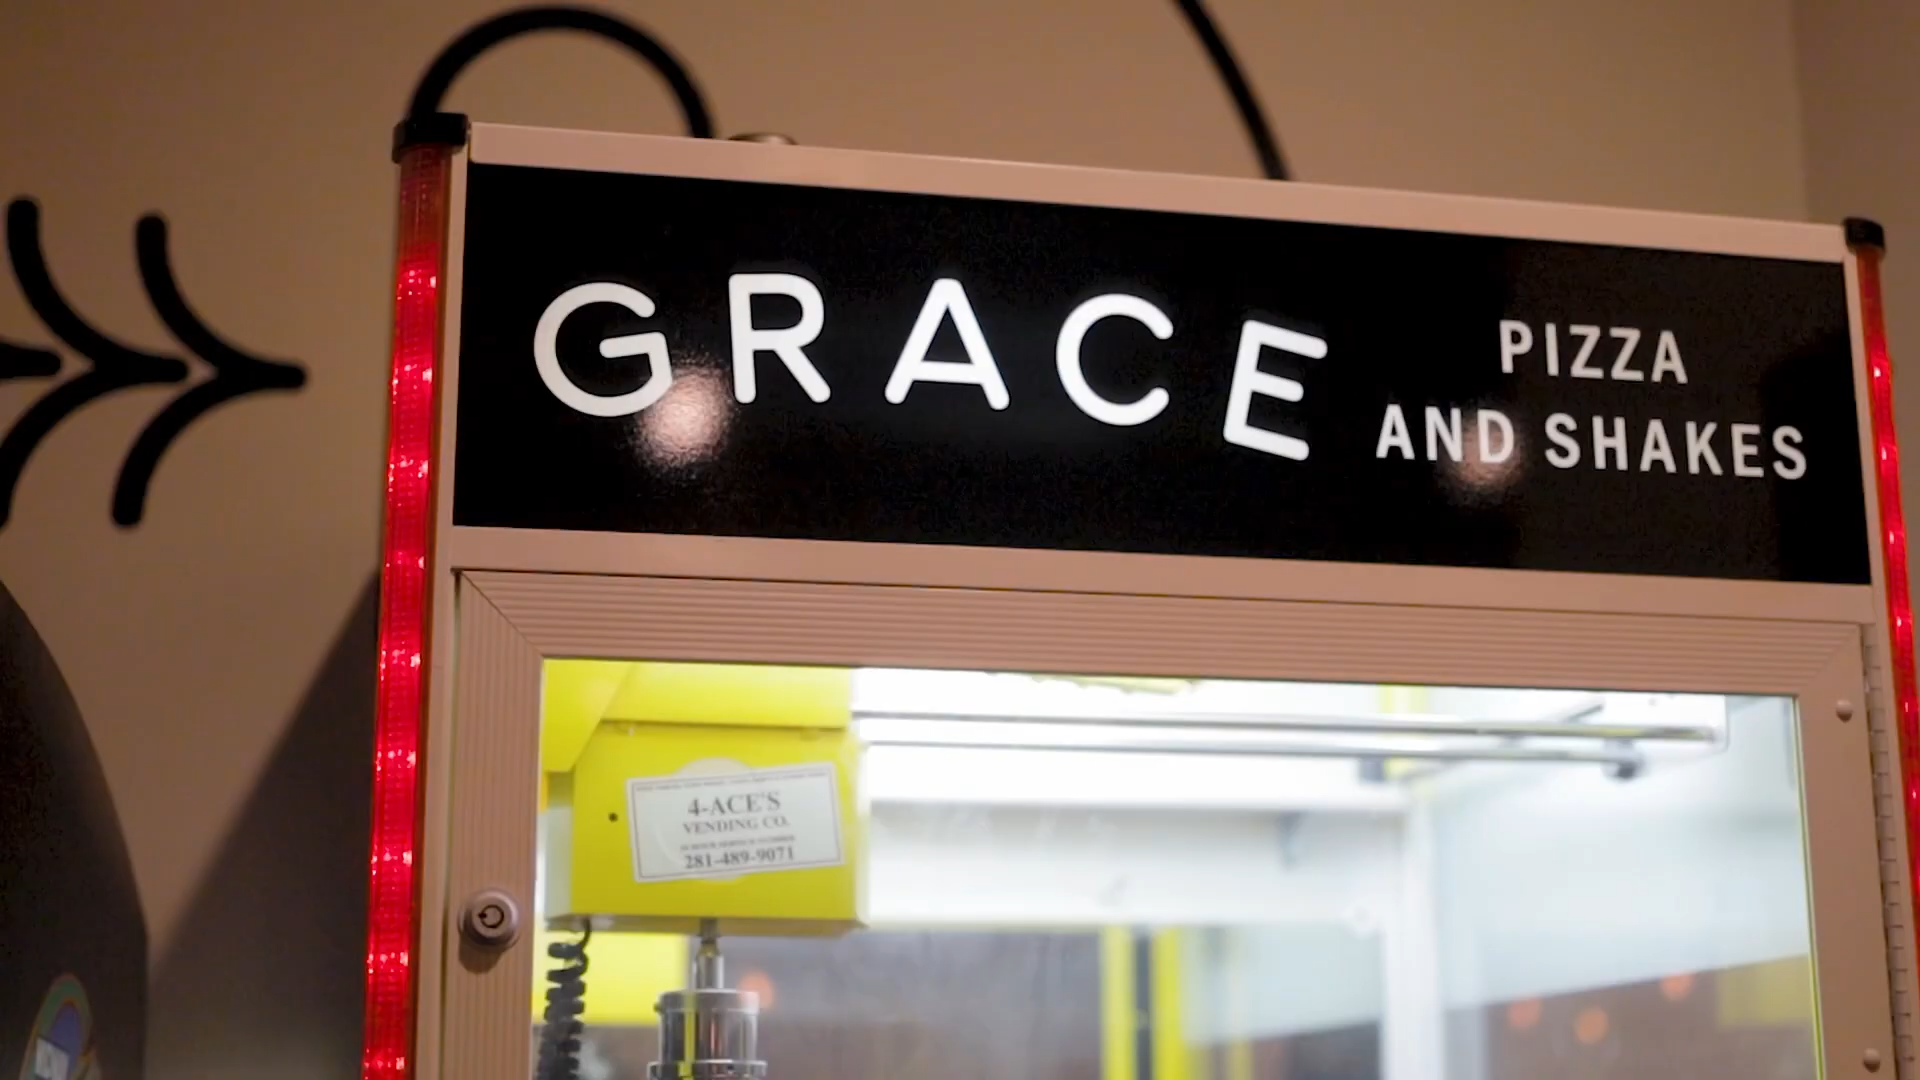 GRACE
PIZZA
AND SHAKES
4-ACE'S
VENDING CO.
281-489-9071